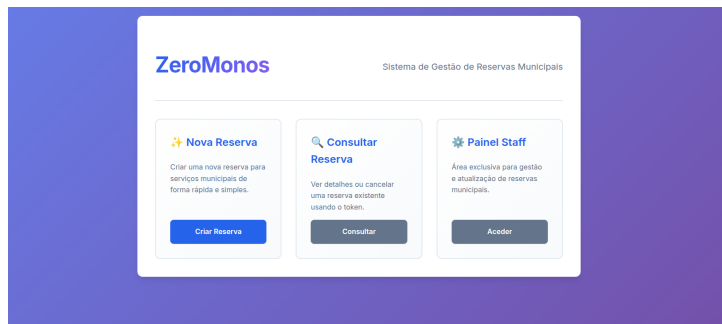 ZeroMonos
Sistema de Gestão de Reservas Municipais
✨ Nova Reserva
Criar uma nova reserva para
serviços municipais de
forma rápida e simples.
Criar Reserva
🔍 Consultar
Reserva
Ver detalhes ou cancelar
uma reserva existente
usando o token.
Consultar
⚙️ Painel Staff
Área exclusiva para gestão
e atualização de reservas
municipais.
Aceder